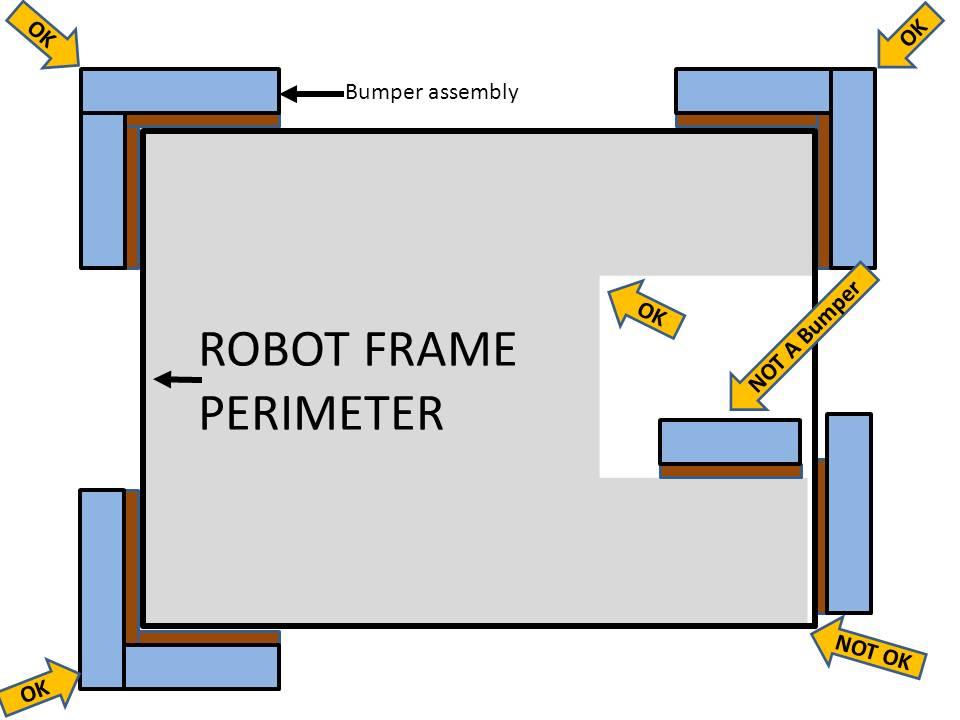 OK
OK
Bumper assembly
OK
NOT A Bumper
ROBOT FRAME
PERIMETER
NOT OK
OK